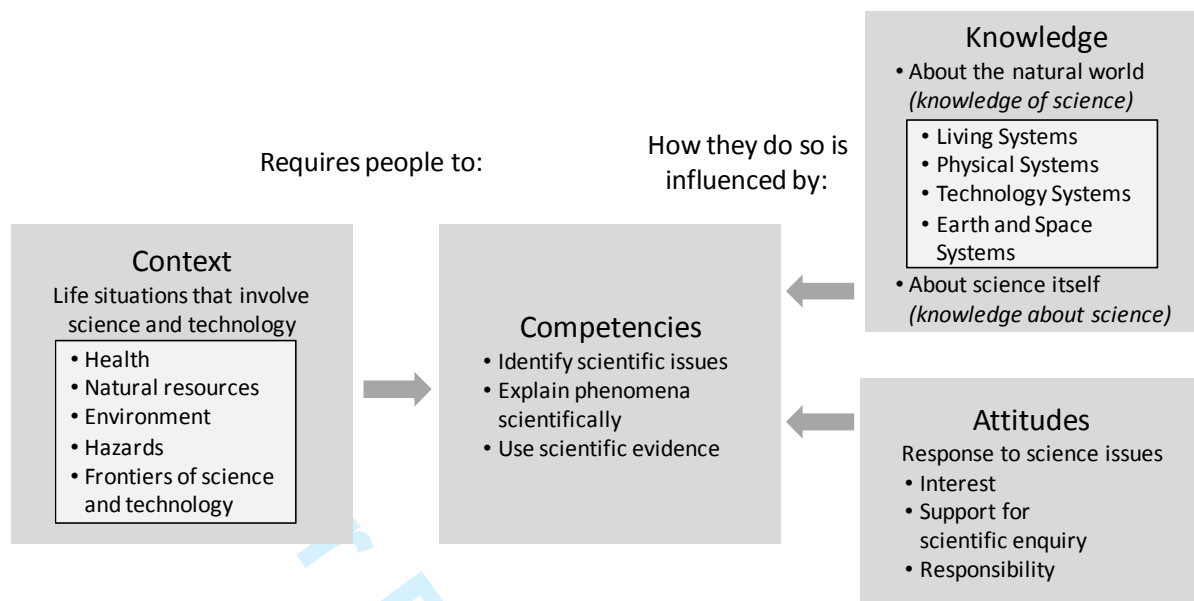 Requires people to:
How they do so is
influenced by:
Context
Life situations that involve
science and technology
• Health
• Natural resources
• Environment
• Hazards
• Frontiers of science
and technology
Competencies
• Identify scientific issues
• Explain phenomena
scientifically
• Use scientific evidence
Knowledge
• About the natural world
(knowledge of science)
• Living Systems
• Physical Systems
• Technology Systems
• Earth and Space
Systems
• About science itself
(knowledge about science)
Attitudes
Response to science issues
• Interest
• Support for
scientific enquiry
• Responsibility